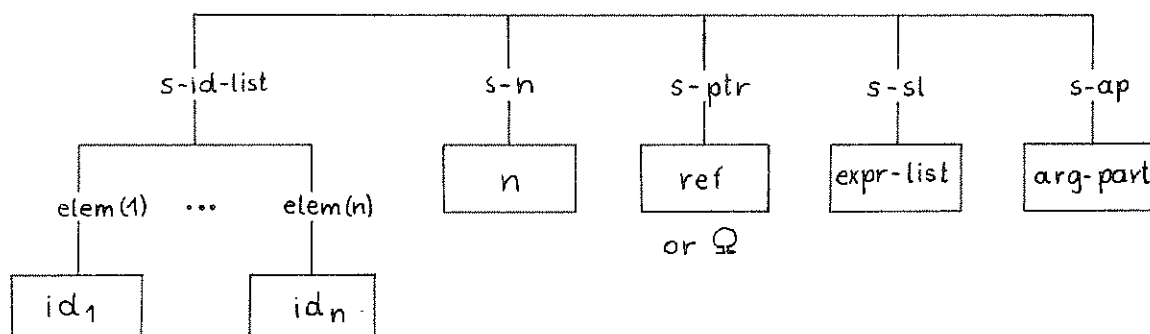 s-id-list s-n s-ptr s-sl s-ap
n ref expr-list arg-part
elem(1) ... elem(n)
or Ω
id₁ idₙ